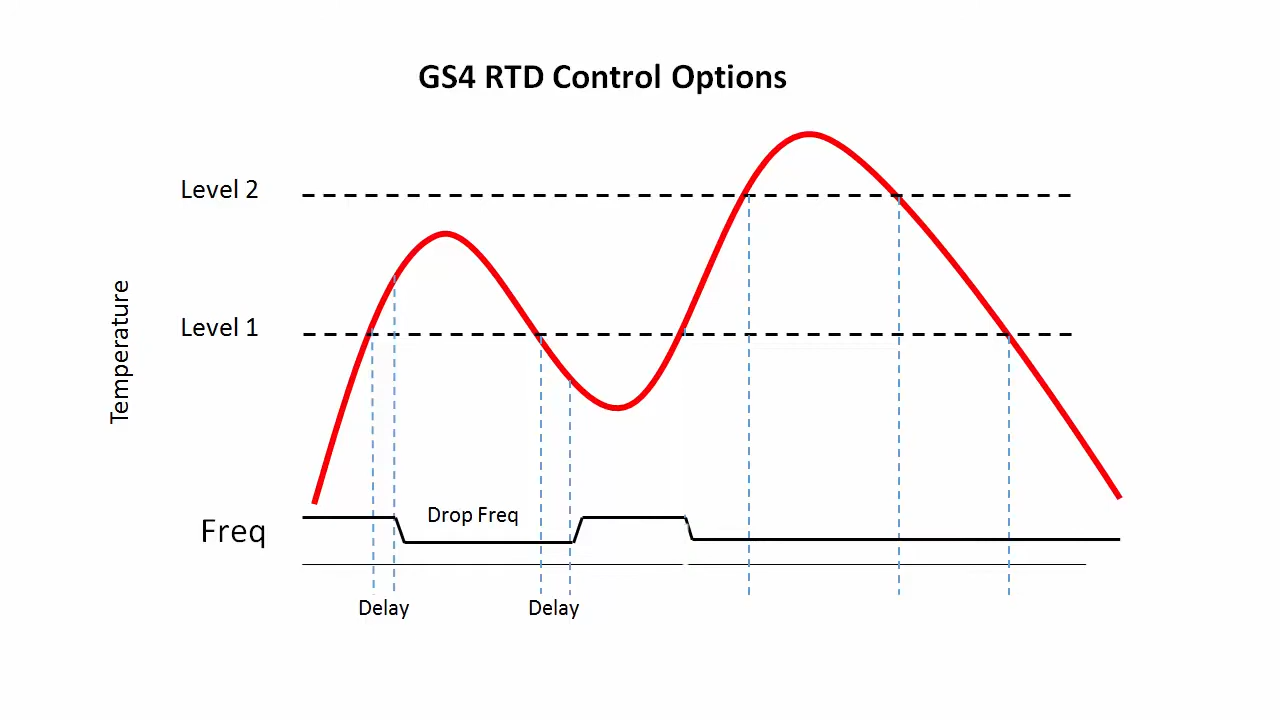 GS4 RTD Control Options
Level 2
Level 1
Temperature
Drop Freq
Freq
Delay
Delay